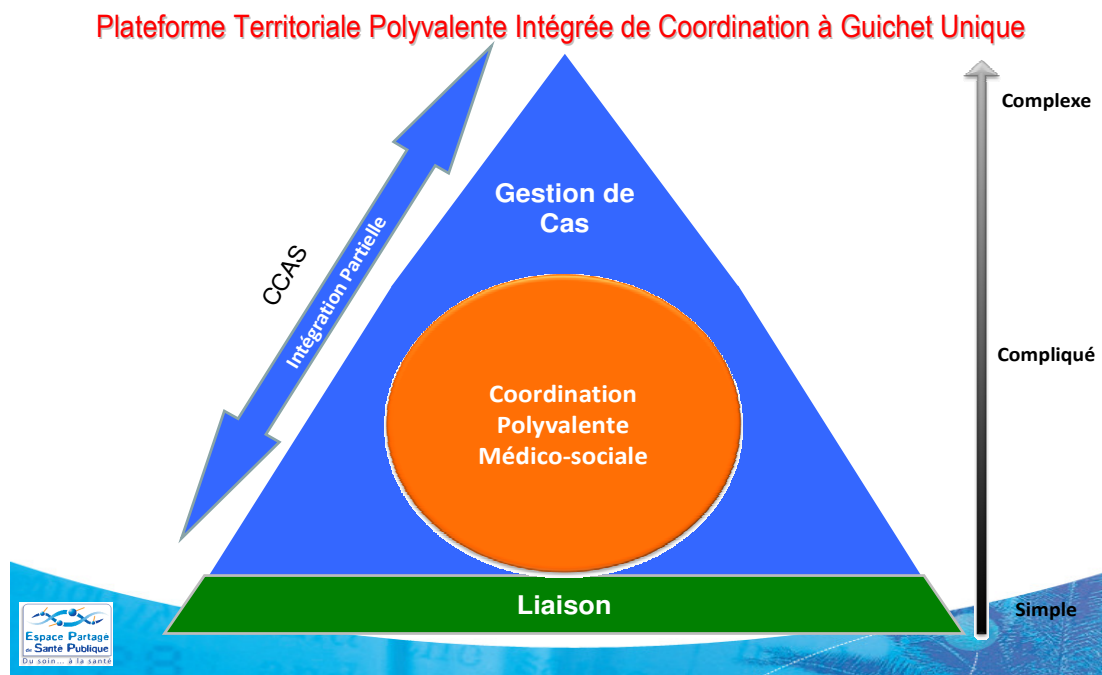 Plateforme Territoriale Polyvalente Intégrée de Coordination à Guichet Unique
Complexe
Gestion de
Cas
CCAS
Intégration Partielle
Compliqué
Coordination
Polyvalente
Médico-sociale
Liaison
Simple
Espace Partagé
de Santé Publique
Du soin... à la santé